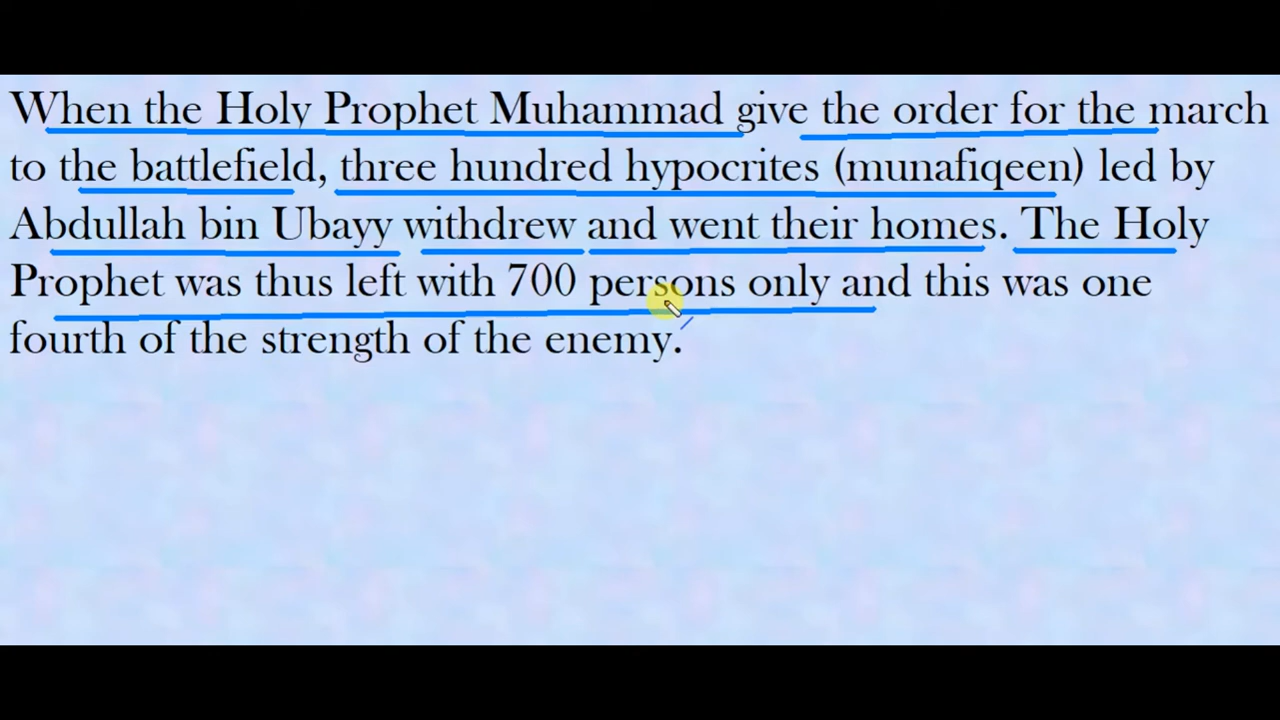 When the Holy Prophet Muhammad give the order for the march
to the battlefield, three hundred hypocrites (munafiqeen) led by
Abdullah bin Ubayy withdrew and went their homes. The Holy
Prophet was thus left with 700 persons only and this was one
fourth of the strength of the enemy.